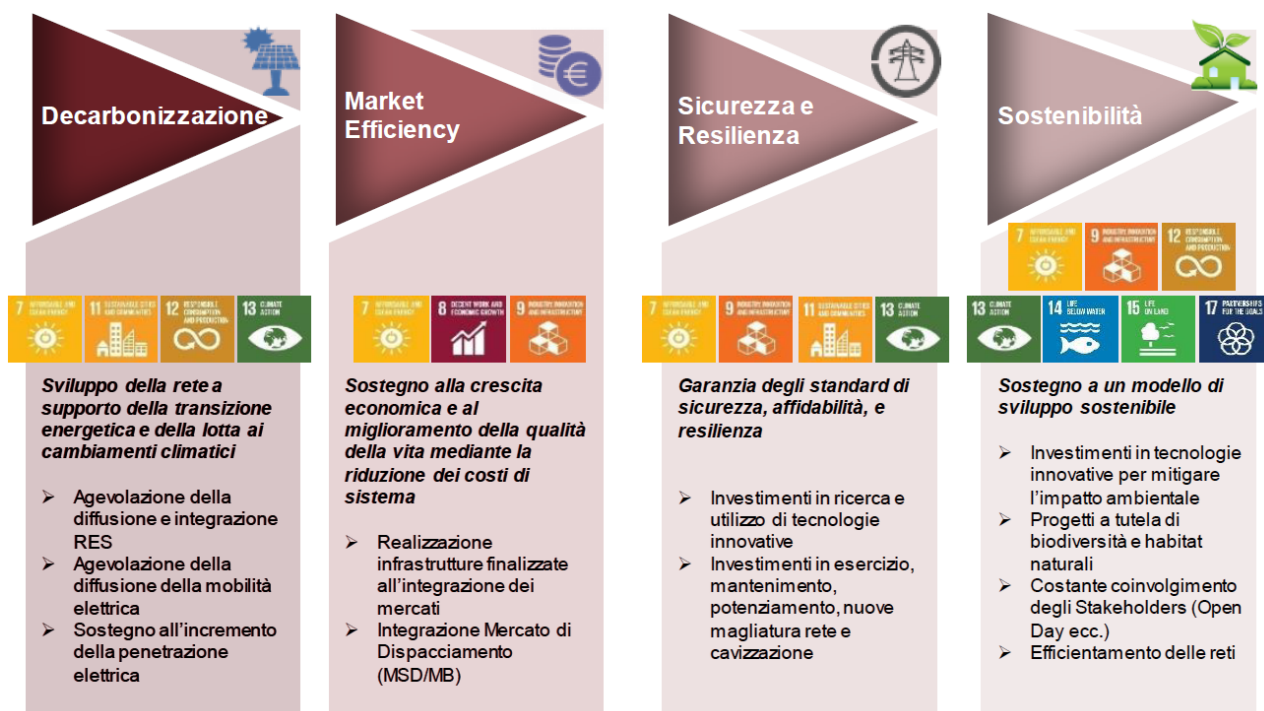 Decarbonizzazione
7 AFFORDABLE AND
CLEAN ENERGY
11 SUSTAINABLE CITIES
AND COMMUNITIES
12 RESPONSIBLE
CONSUMPTION
AND PRODUCTION
13 CLIMATE
ACTION
Sviluppo della rete a
supporto della transizione
energetica e della lotta ai
cambiamenti climatici
➢ Agevolazione della
diffusione e integrazione
RES
➢ Agevolazione della
diffusione della mobilità
elettrica
➢ Sostegno all'incremento
della penetrazione
elettrica
Market
Efficiency
7 AFFORDABLE AND
CLEAN ENERGY
8 DECENT WORK AND
ECONOMIC GROWTH
9 INDUSTRY, INNOVATION
AND INFRASTRUCTURE
Sostegno alla crescita
economica e al
miglioramento della qualità
della vita mediante la
riduzione dei costi di
sistema
➢ Realizzazione
infrastrutture finalizzate
all'integrazione dei
mercati
➢ Integrazione Mercato di
Dispacciamento
(MSD/MB)
Sicurezza e
Resilienza
7 AFFORDABLE AND
CLEAN ENERGY
9 INDUSTRY, INNOVATION
AND INFRASTRUCTURE
11 SUSTAINABLE CITIES
AND COMMUNITIES
13 CLIMATE
ACTION
Garanzia degli standard di
sicurezza, affidabilità, e
resilienza
➢ Investimenti in ricerca e
utilizzo di tecnologie
innovative
➢ Investimenti in esercizio,
mantenimento,
potenziamento, nuove
magliatura rete e
cavizzazione
Sostenibilità
7 AFFORDABLE AND
CLEAN ENERGY
9 INDUSTRY, INNOVATION
AND INFRASTRUCTURE
12 RESPONSIBLE
CONSUMPTION
AND PRODUCTION
13 CLIMATE
ACTION
14 LIFE
BELOW WATER
15 LIFE
ON LAND
17 PARTNERSHIPS
FOR THE GOALS
Sostegno a un modello di
sviluppo sostenibile
➢ Investimenti in tecnologie
innovative per mitigare
l'impatto ambientale
➢ Progetti a tutela di
biodiversità e habitat
naturali
➢ Costante coinvolgimento
degli Stakeholders (Open
Day ecc.)
➢ Efficientamento delle reti